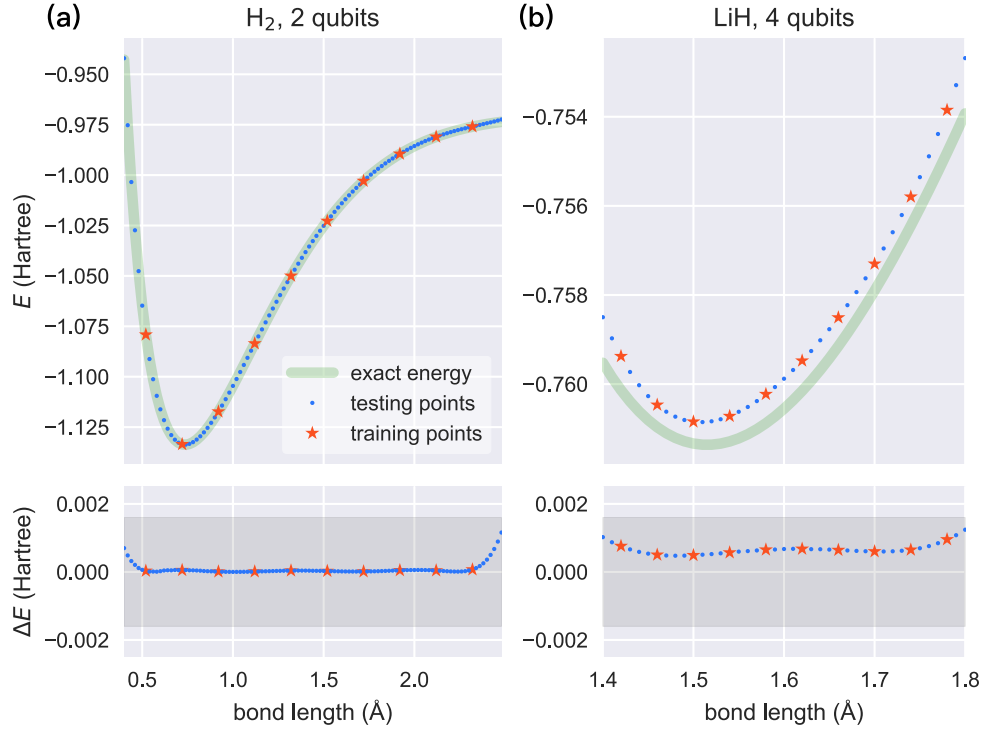 (a) H₂, 2 qubits
−0.950
−0.975
−1.000
−1.025
−1.050
−1.075
−1.100
−1.125
E (Hartree)
exact energy
testing points
training points
0.002
0.000
−0.002
ΔE (Hartree)
0.5 1.0 1.5 2.0
bond length (Å)
(b) LiH, 4 qubits
−0.754
−0.756
−0.758
−0.760
0.002
0.000
−0.002
1.4 1.5 1.6 1.7 1.8
bond length (Å)